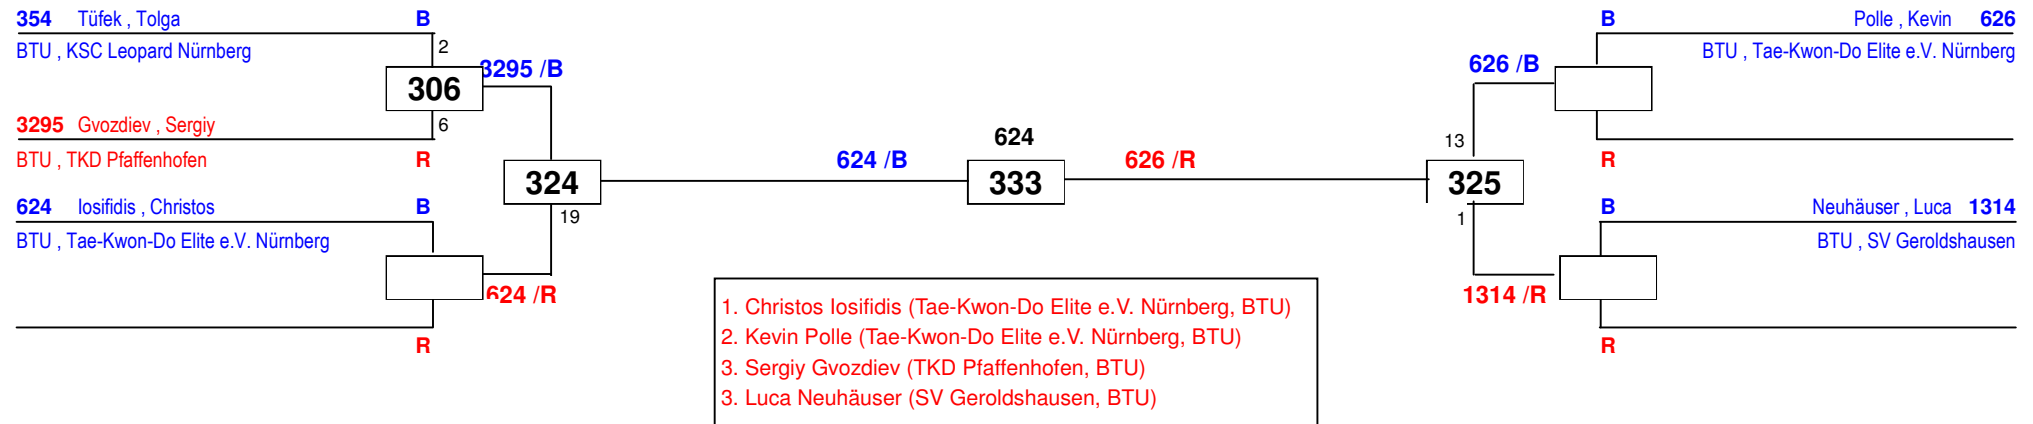 354 Tüfek , Tolga B
BTU , KSC Leopard Nürnberg
2
306
3295 /B
6
3295 Gvozdiev , Sergiy
BTU , TKD Pfaffenhofen R
324
19
624 Iosifidis , Christos B
BTU , Tae-Kwon-Do Elite e.V. Nürnberg
624 /R
R
624 /B
624
333
626 /R
B Polle , Kevin 626
BTU , Tae-Kwon-Do Elite e.V. Nürnberg
626 /B
R
13
325
1
B Neuhäuser , Luca 1314
BTU , SV Geroldshausen
1314 /R
R
1. Christos Iosifidis (Tae-Kwon-Do Elite e.V. Nürnberg, BTU)
2. Kevin Polle (Tae-Kwon-Do Elite e.V. Nürnberg, BTU)
3. Sergiy Gvozdiev (TKD Pfaffenhofen, BTU)
3. Luca Neuhäuser (SV Geroldshausen, BTU)